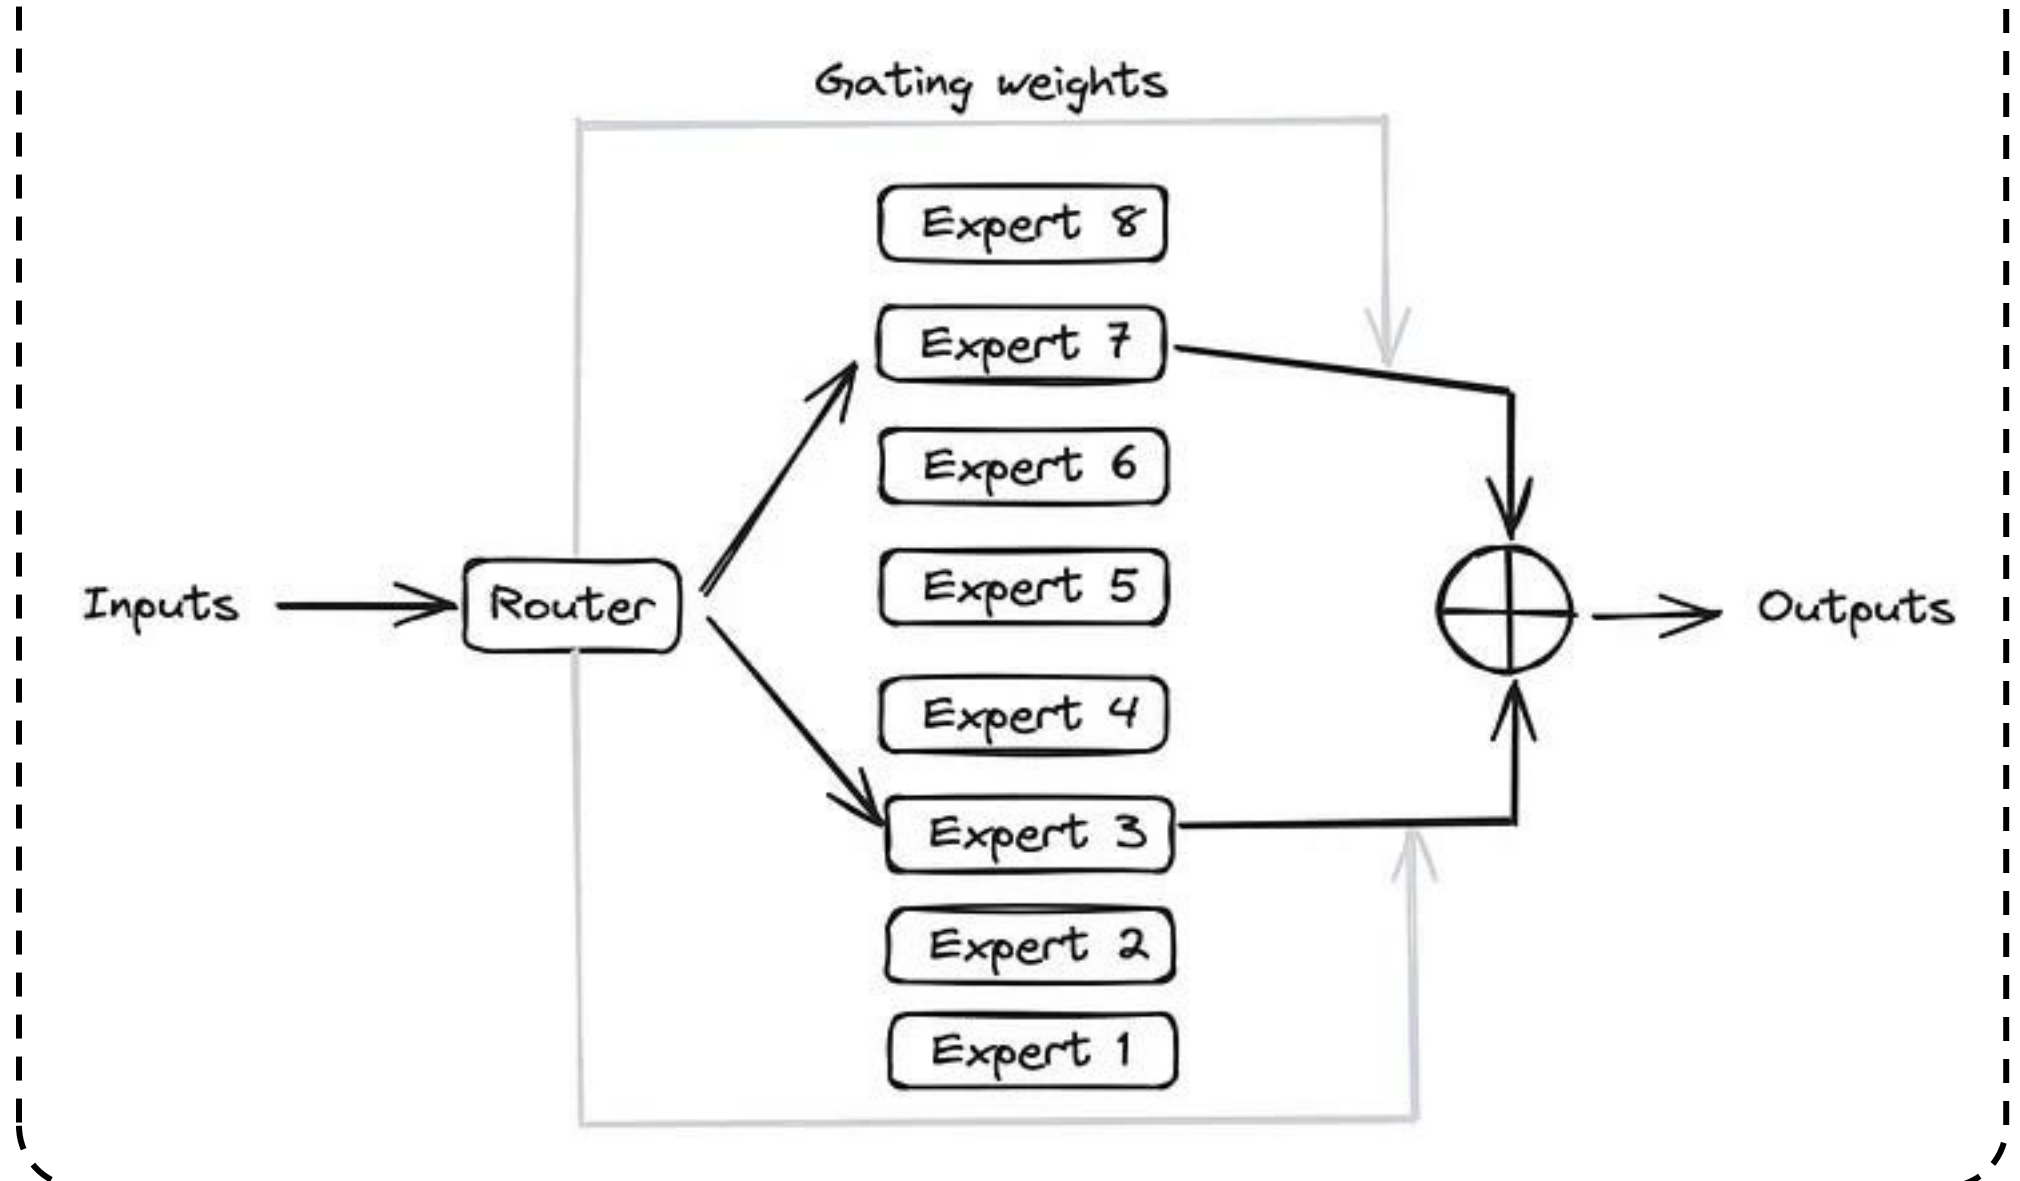 Gating weights
Expert 8
Expert 7
Expert 6
Expert 5
Inputs
Router
Outputs
Expert 4
Expert 3
Expert 2
Expert 1